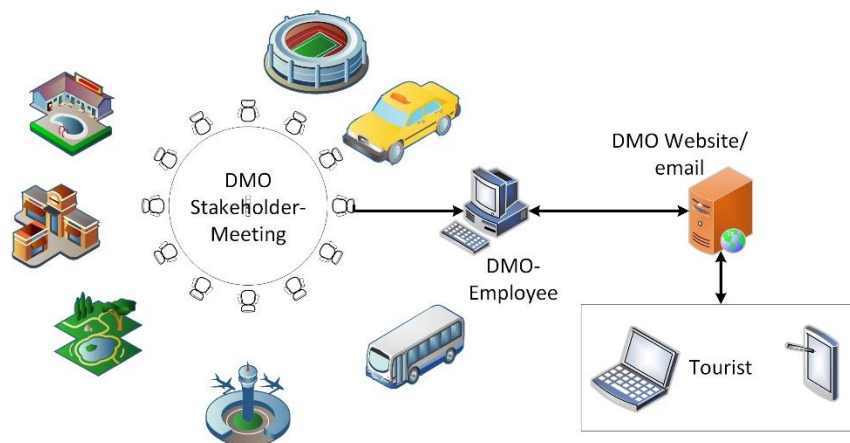 DMO
Stakeholder-
Meeting
DMO-
Employee
DMO Website/
email
Tourist